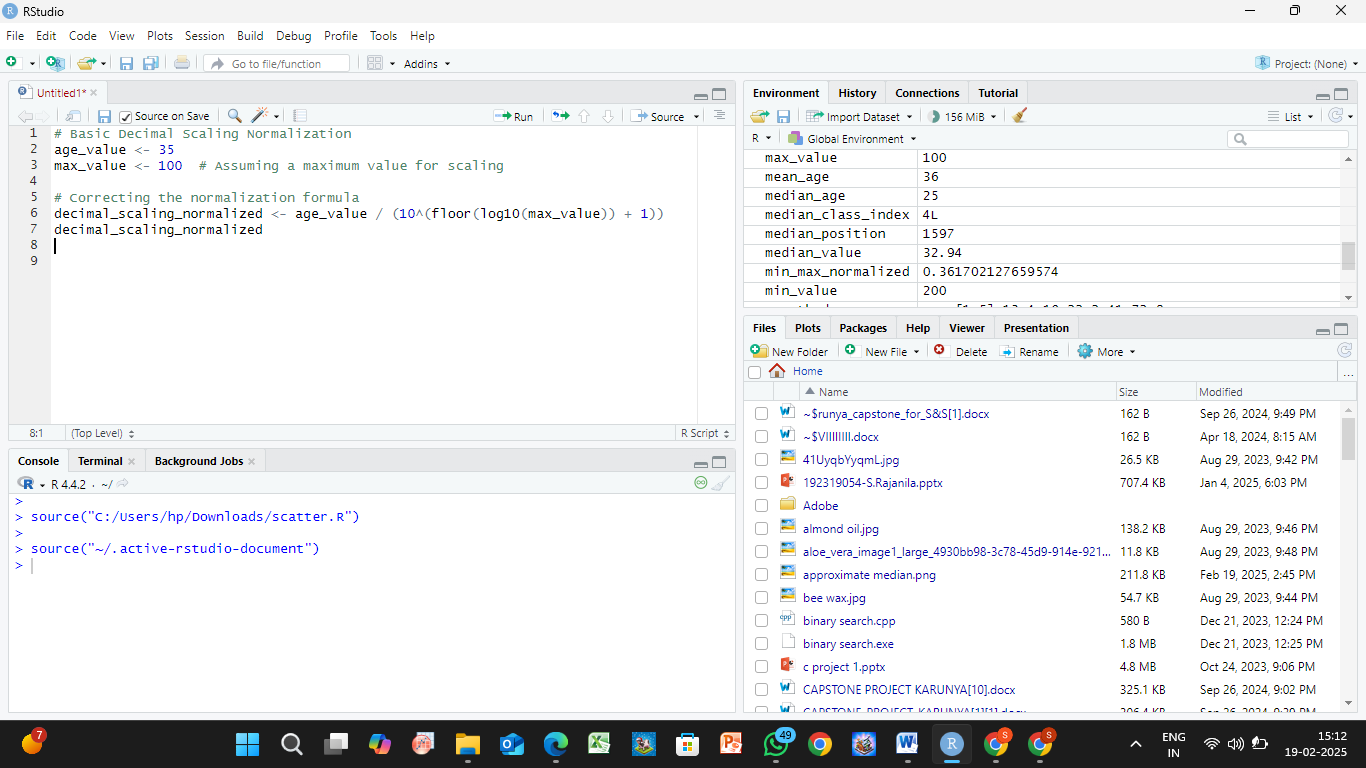 RStudio
File Edit Code View Plots Session Build Debug Profile Tools Help
Go to file/function Addins Project: (None)
Untitled1*
Source on Save Run Source
1 # Basic Decimal Scaling Normalization
2 age_value <- 35
3 max_value <- 100 # Assuming a maximum value for scaling
4
5 # Correcting the normalization formula
6 decimal_scaling_normalized <- age_value / (10^(floor(log10(max_value)) + 1))
7 decimal_scaling_normalized
8
9
8:1 (Top Level) R Script
Console Terminal Background Jobs
R 4.4.2 · ~/
>
> source("C:/Users/hp/Downloads/scatter.R")
>
> source("~/.active-rstudio-document")
>
Environment History Connections Tutorial
Import Dataset 156 MiB List
R Global Environment
max_value 100
mean_age 36
median_age 25
median_class_index 4L
median_position 1597
median_value 32.94
min_max_normalized 0.361702127659574
min_value 200
Files Plots Packages Help Viewer Presentation
New Folder New File Delete Rename More
Home ...
Name Size Modified
~$runya_capstone_for_S&S[1].docx 162 B Sep 26, 2024, 9:49 PM
~$VIIIIIIII.docx 162 B Apr 18, 2024, 8:15 AM
41UyqbYyqmL.jpg 26.5 KB Aug 29, 2023, 9:42 PM
192319054-S.Rajanila.pptx 707.4 KB Jan 4, 2025, 6:03 PM
Adobe
almond oil.jpg 138.2 KB Aug 29, 2023, 9:46 PM
aloe_vera_image1_large_4930bb98-3c78-45d9-914e-921... 11.8 KB Aug 29, 2023, 9:48 PM
approximate median.png 211.8 KB Feb 19, 2025, 2:45 PM
bee wax.jpg 54.7 KB Aug 29, 2023, 9:44 PM
binary search.cpp 580 B Dec 21, 2023, 12:24 PM
binary search.exe 1.8 MB Dec 21, 2023, 12:25 PM
c project 1.pptx 4.8 MB Oct 24, 2023, 9:06 PM
CAPSTONE PROJECT KARUNYA[10].docx 325.1 KB Sep 26, 2024, 9:02 PM
7
49
ENG
IN
15:12
19-02-2025